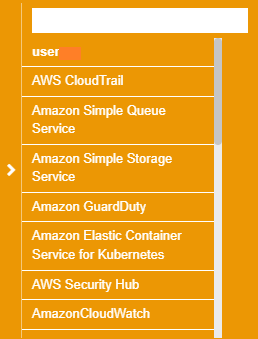 user
AWS CloudTrail
Amazon Simple Queue
Service
Amazon Simple Storage
Service
Amazon GuardDuty
Amazon Elastic Container
Service for Kubernetes
AWS Security Hub
AmazonCloudWatch